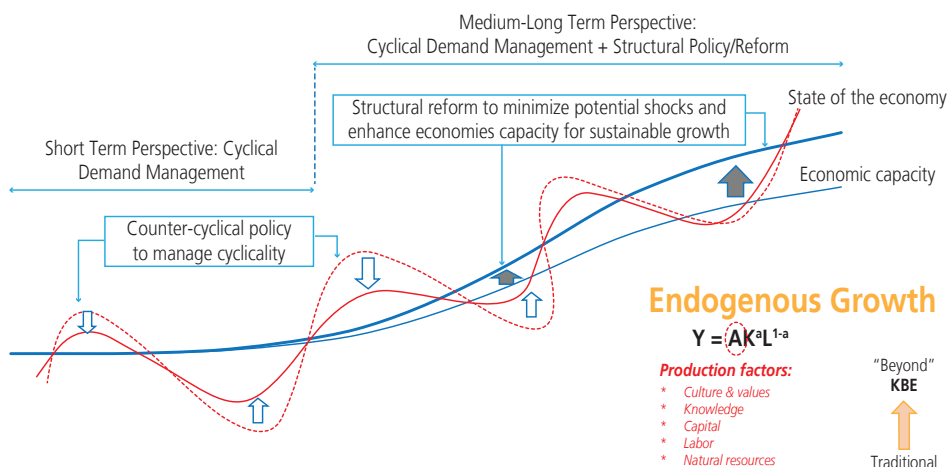 Medium-Long Term Perspective:
Cyclical Demand Management + Structural Policy/Reform
Structural reform to minimize potential shocks and
enhance economies capacity for sustainable growth
State of the economy
Short Term Perspective: Cyclical
Demand Management
Economic capacity
Counter-cyclical policy
to manage cyclicality
Endogenous Growth
Y = AKᵃL¹⁻ᵃ
Production factors:
* Culture & values
* Knowledge
* Capital
* Labor
* Natural resources
“Beyond”
KBE
Traditional